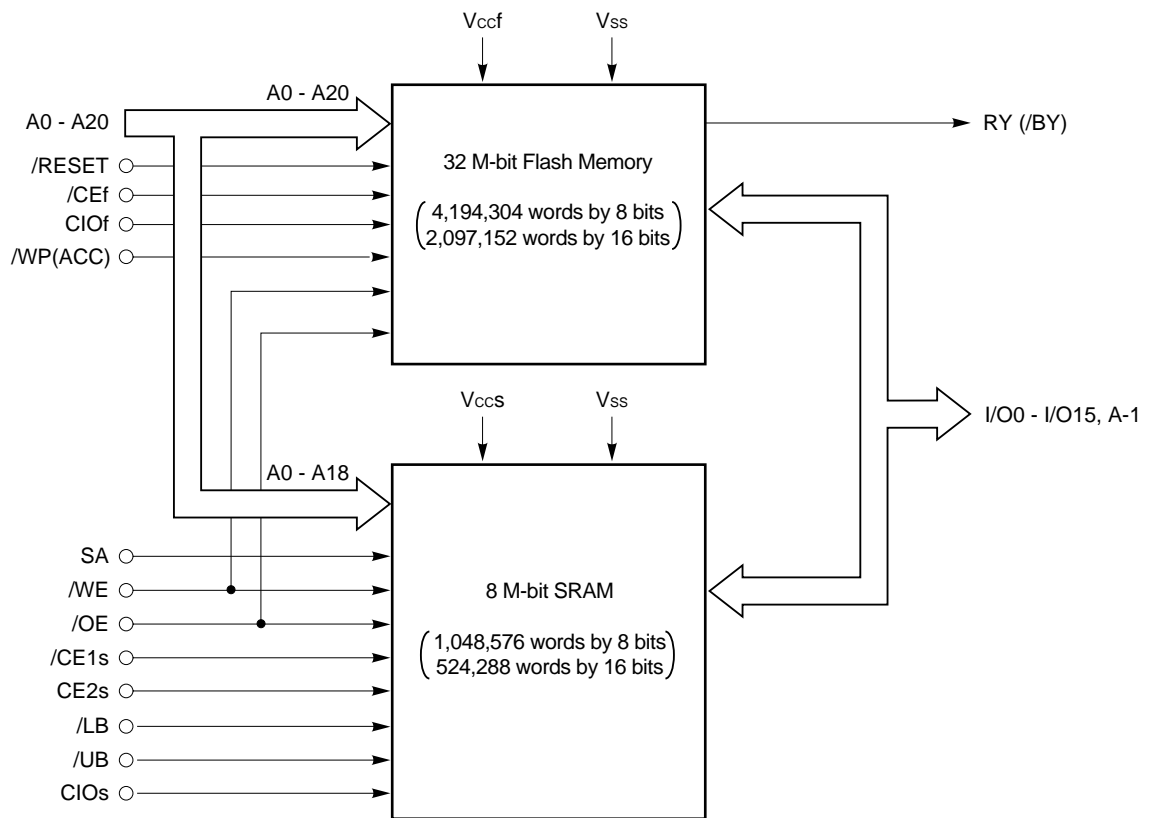 VCCf
VSS
A0 - A20
A0 - A20
RY (/BY)
/RESET
/CEf
CIOf
/WP(ACC)
32 M-bit Flash Memory
4,194,304 words by 8 bits
2,097,152 words by 16 bits
VCCs
VSS
I/O0 - I/O15, A-1
A0 - A18
SA
/WE
/OE
/CE1s
CE2s
/LB
/UB
CIOs
8 M-bit SRAM
1,048,576 words by 8 bits
524,288 words by 16 bits